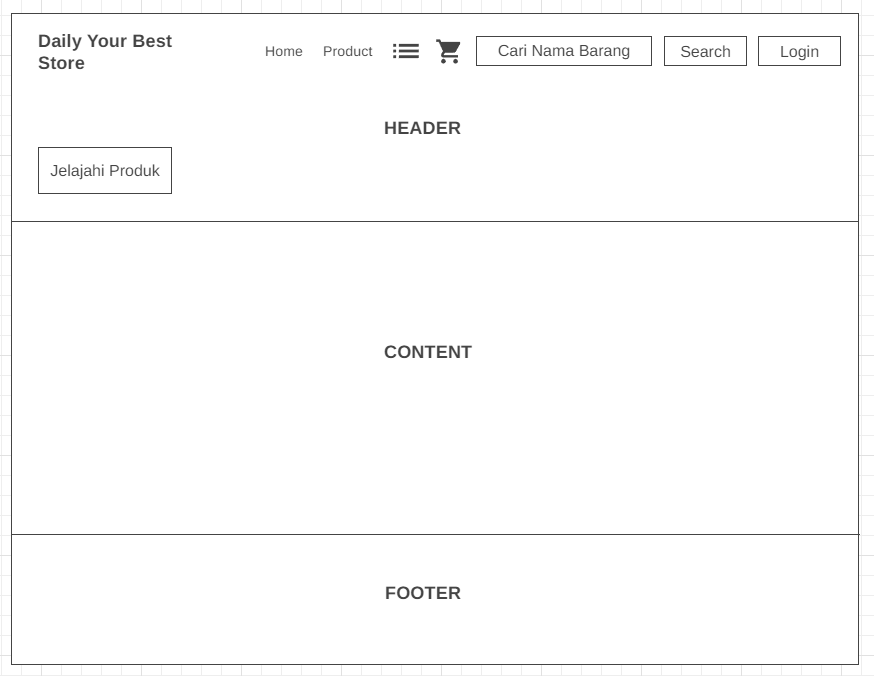 Daily Your Best
Store
Home
Product
Cari Nama Barang
Search
Login
HEADER
Jelajahi Produk
CONTENT
FOOTER